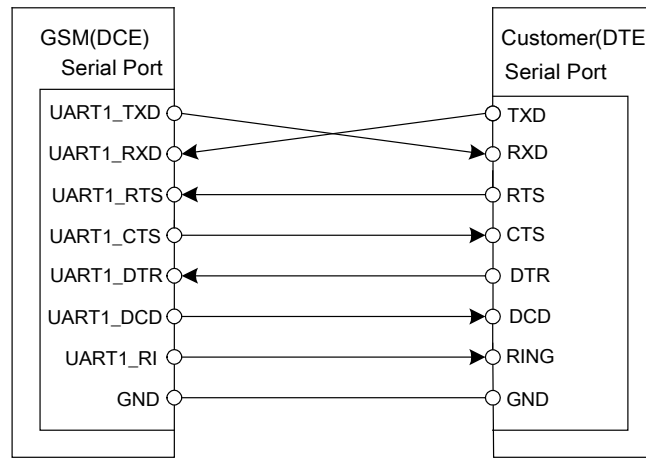 GSM(DCE)
Serial Port
UART1_TXD
UART1_RXD
UART1_RTS
UART1_CTS
UART1_DTR
UART1_DCD
UART1_RI
GND
Customer(DTE
Serial Port
TXD
RXD
RTS
CTS
DTR
DCD
RING
GND